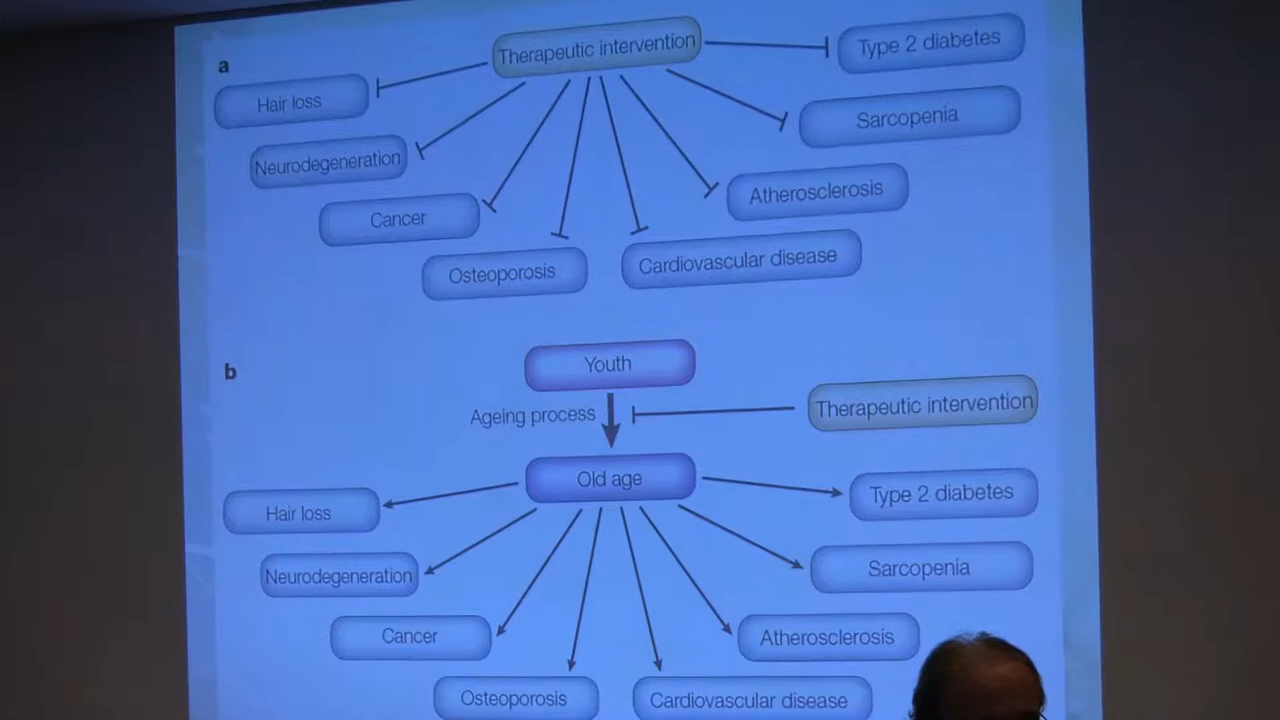 a
Therapeutic intervention
Type 2 diabetes
Hair loss
Sarcopenia
Neurodegeneration
Atherosclerosis
Cancer
Cardiovascular disease
Osteoporosis
b
Youth
Ageing process
Therapeutic intervention
Old age
Type 2 diabetes
Hair loss
Sarcopenia
Neurodegeneration
Atherosclerosis
Cancer
Osteoporosis
Cardiovascular disease